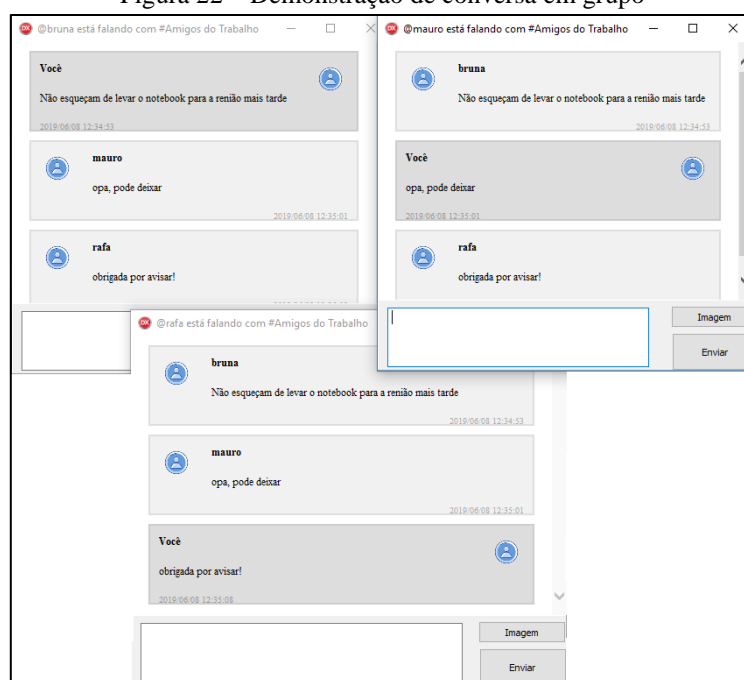 Figura 22 – Demonstração de conversa em grupo
@bruna está falando com #Amigos do Trabalho
Você
Não esqueçam de levar o notebook para a renião mais tarde
2019/06/08 12:34:53
mauro
opa, pode deixar
2019/06/08 12:35:01
rafa
obrigada por avisar!
@mauro está falando com #Amigos do Trabalho
bruna
Não esqueçam de levar o notebook para a renião mais tarde
2019/06/08 12:34:53
Você
opa, pode deixar
2019/06/08 12:35:01
rafa
obrigada por avisar!
Imagem
Enviar
@rafa está falando com #Amigos do Trabalho
bruna
Não esqueçam de levar o notebook para a renião mais tarde
2019/06/08 12:34:53
mauro
opa, pode deixar
2019/06/08 12:35:01
Você
obrigada por avisar!
2019/06/08 12:35:08
Imagem
Enviar